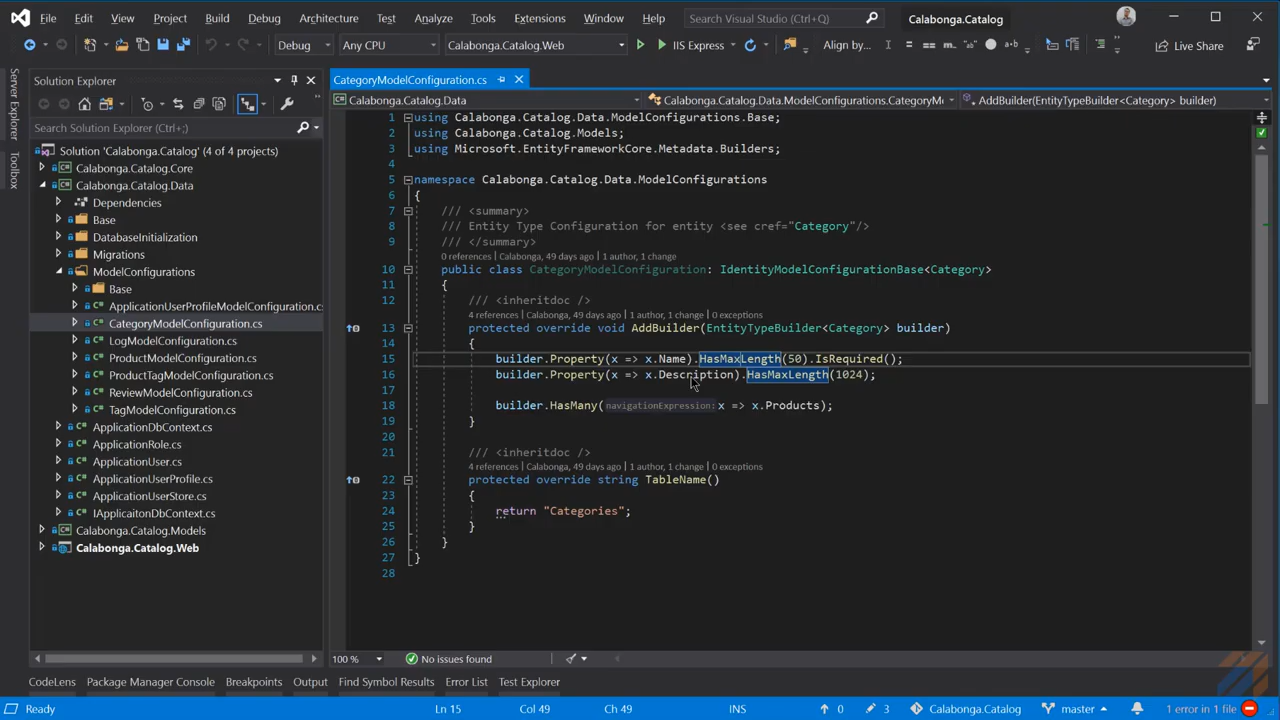 File Edit View Project Build Debug Architecture Test Analyze Tools Extensions Window Help Search Visual Studio (Ctrl+Q) Calabonga.Catalog
Debug Any CPU Calabonga.Catalog.Web IIS Express Align by... Live Share
Server Explorer
Toolbox
Solution Explorer
Search Solution Explorer (Ctrl+;)
Solution 'Calabonga.Catalog' (4 of 4 projects)
Calabonga.Catalog.Core
Calabonga.Catalog.Data
Dependencies
Base
DatabaseInitialization
Migrations
ModelConfigurations
Base
ApplicationUserProfileModelConfiguration.cs
CategoryModelConfiguration.cs
LogModelConfiguration.cs
ProductModelConfiguration.cs
ProductTagModelConfiguration.cs
ReviewModelConfiguration.cs
TagModelConfiguration.cs
ApplicationDbContext.cs
ApplicationRole.cs
ApplicationUser.cs
ApplicationUserProfile.cs
ApplicationUserStore.cs
IApplicaitonDbContext.cs
Calabonga.Catalog.Models
Calabonga.Catalog.Web
CategoryModelConfiguration.cs
Calabonga.Catalog.Data Calabonga.Catalog.Data.ModelConfigurations.CategoryM AddBuilder(EntityTypeBuilder<Category> builder)
1 using Calabonga.Catalog.Data.ModelConfigurations.Base;
2 using Calabonga.Catalog.Models;
3 using Microsoft.EntityFrameworkCore.Metadata.Builders;
4
5 namespace Calabonga.Catalog.Data.ModelConfigurations
6 {
7 /// <summary>
8 /// Entity Type Configuration for entity <see cref="Category"/>
9 /// </summary>
0 references | Calabonga, 49 days ago | 1 author, 1 change
10 public class CategoryModelConfiguration: IdentityModelConfigurationBase<Category>
11 {
12 /// <inheritdoc />
4 references | Calabonga, 49 days ago | 1 author, 1 change | 0 exceptions
13 protected override void AddBuilder(EntityTypeBuilder<Category> builder)
14 {
15 builder.Property(x => x.Name).HasMaxLength(50).IsRequired();
16 builder.Property(x => x.Description).HasMaxLength(1024);
17
18 builder.HasMany(navigationExpression: x => x.Products);
19 }
20
21 /// <inheritdoc />
4 references | Calabonga, 49 days ago | 1 author, 1 change | 0 exceptions
22 protected override string TableName()
23 {
24 return "Categories";
25 }
26 }
27 }
28
100 % No issues found
CodeLens Package Manager Console Breakpoints Output Find Symbol Results Error List Test Explorer
Ready Ln 15 Col 49 Ch 49 INS 0 3 Calabonga.Catalog master 1 error in 1 file